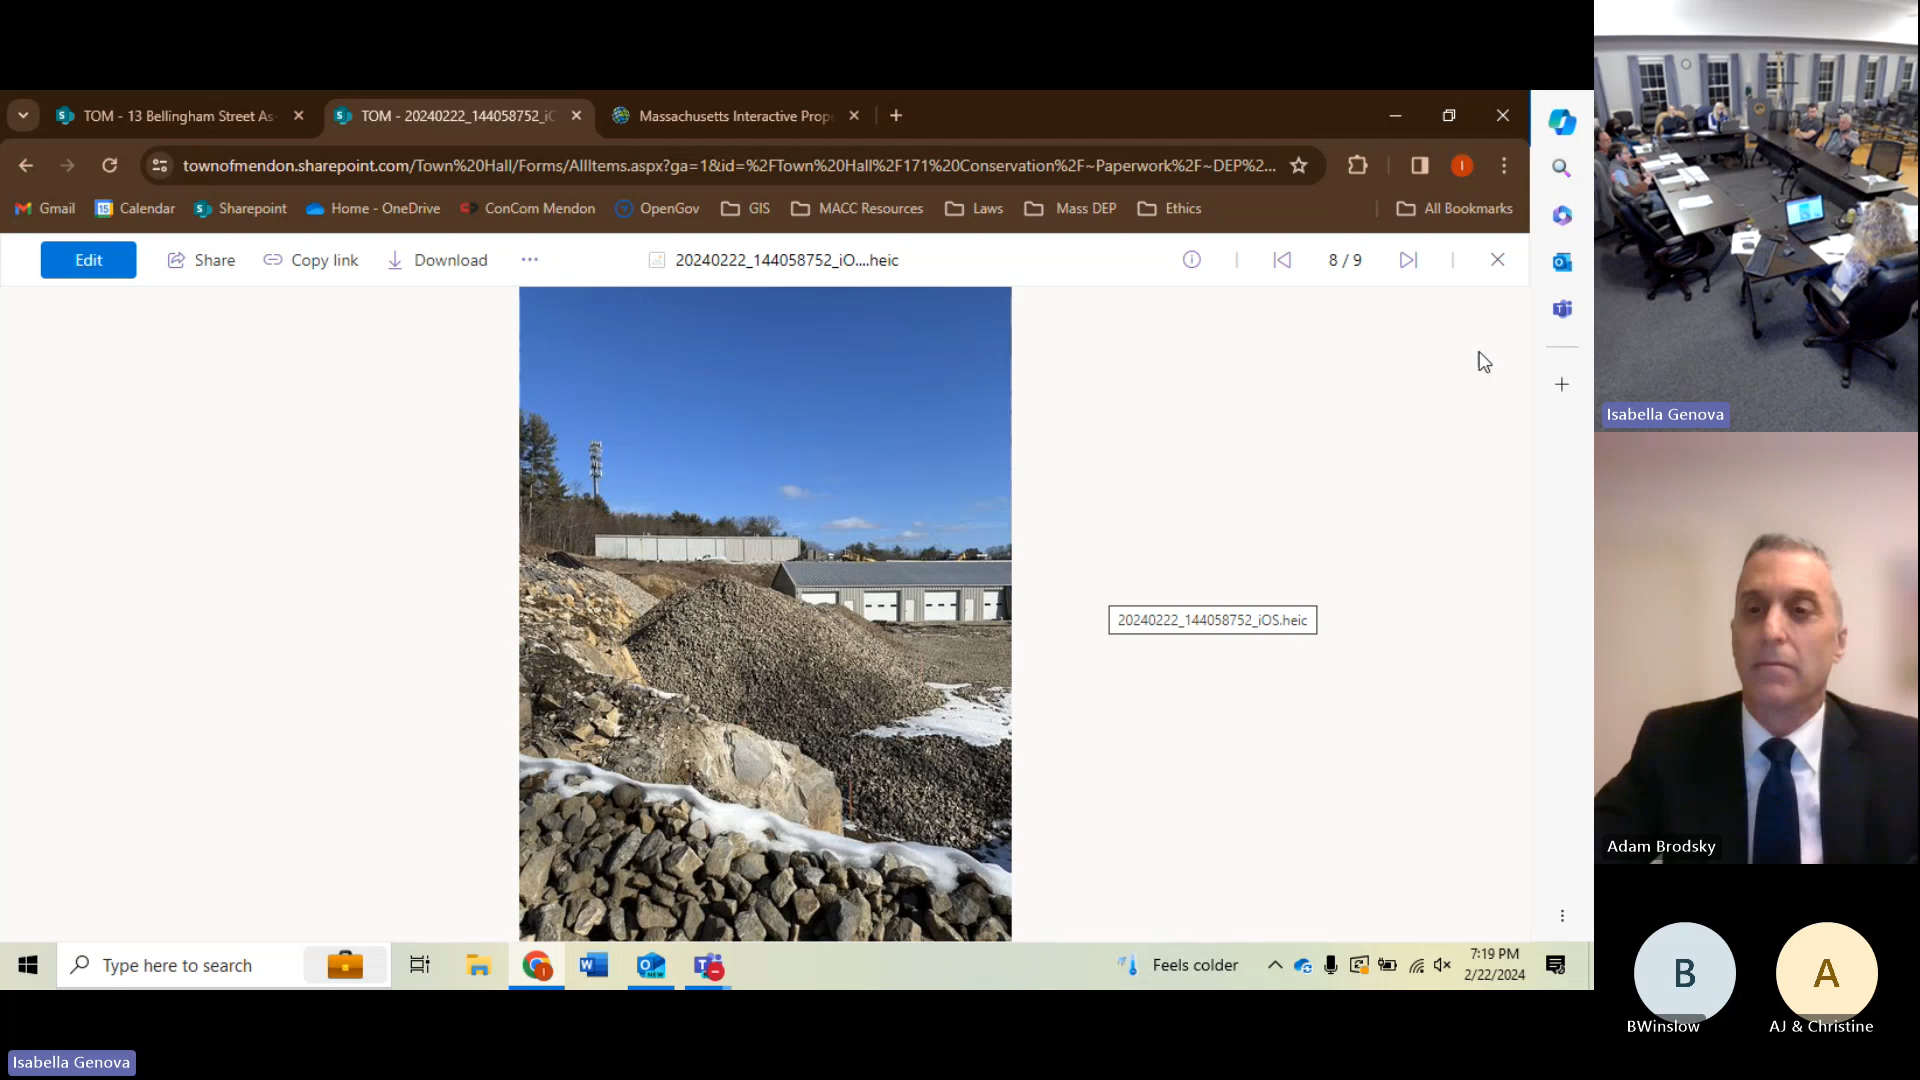 TOM - 13 Bellingham Street As
TOM - 20240222_144058752_iO
Massachusetts Interactive Prop
townofmendon.sharepoint.com/Town%20Hall/Forms/AllItems.aspx?ga=1&id=%2FTown%20Hall%2F171%20Conservation%2F~Paperwork%2F~DEP%2...
I
Gmail
15
Calendar
S
Sharepoint
Home - OneDrive
ConCom Mendon
OpenGov
GIS
MACC Resources
Laws
Mass DEP
Ethics
All Bookmarks
Edit
Share
Copy link
Download
...
20240222_144058752_iO....heic
8 / 9
20240222_144058752_iOS.heic
Isabella Genova
Adam Brodsky
B
BWinslow
A
AJ & Christine
Type here to search
Feels colder
7:19 PM
2/22/2024
Isabella Genova